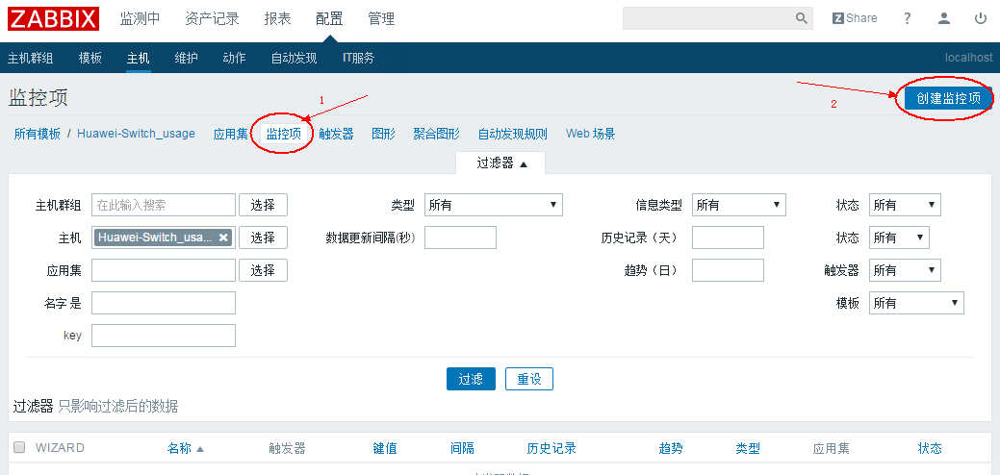 ZABBIX 监测中 资产记录 报表 配置 管理 Z Share ?
主机群组 模板 主机 维护 动作 自动发现 IT服务 localhost
监控项 1 2 创建监控项
所有模板 / Huawei-Switch_usage 应用集 监控项 触发器 图形 聚合图形 自动发现规则 Web 场景
过滤器 ▲
主机群组 在此输入搜索 选择 类型 所有 信息类型 所有 状态 所有
主机 Huawei-Switch_usa... 选择 数据更新间隔(秒) 历史记录（天） 状态 所有
应用集 选择 趋势（日） 触发器 所有
名字 是 模板 所有
key
过滤 重设
过滤器 只影响过滤后的数据
WIZARD 名称 ▲ 触发器 键值 间隔 历史记录 趋势 类型 应用集 状态